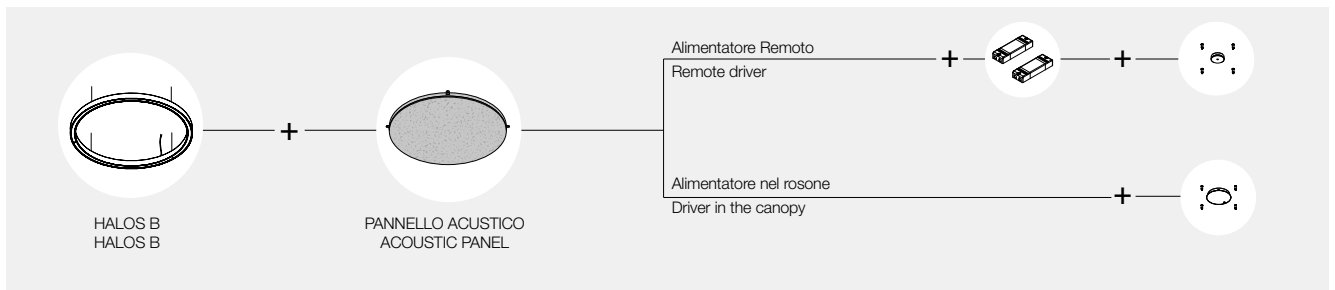 Alimentatore Remoto
Remote driver
HALOS B
HALOS B
PANNELLO ACUSTICO
ACOUSTIC PANEL
Alimentatore nel rosone
Driver in the canopy